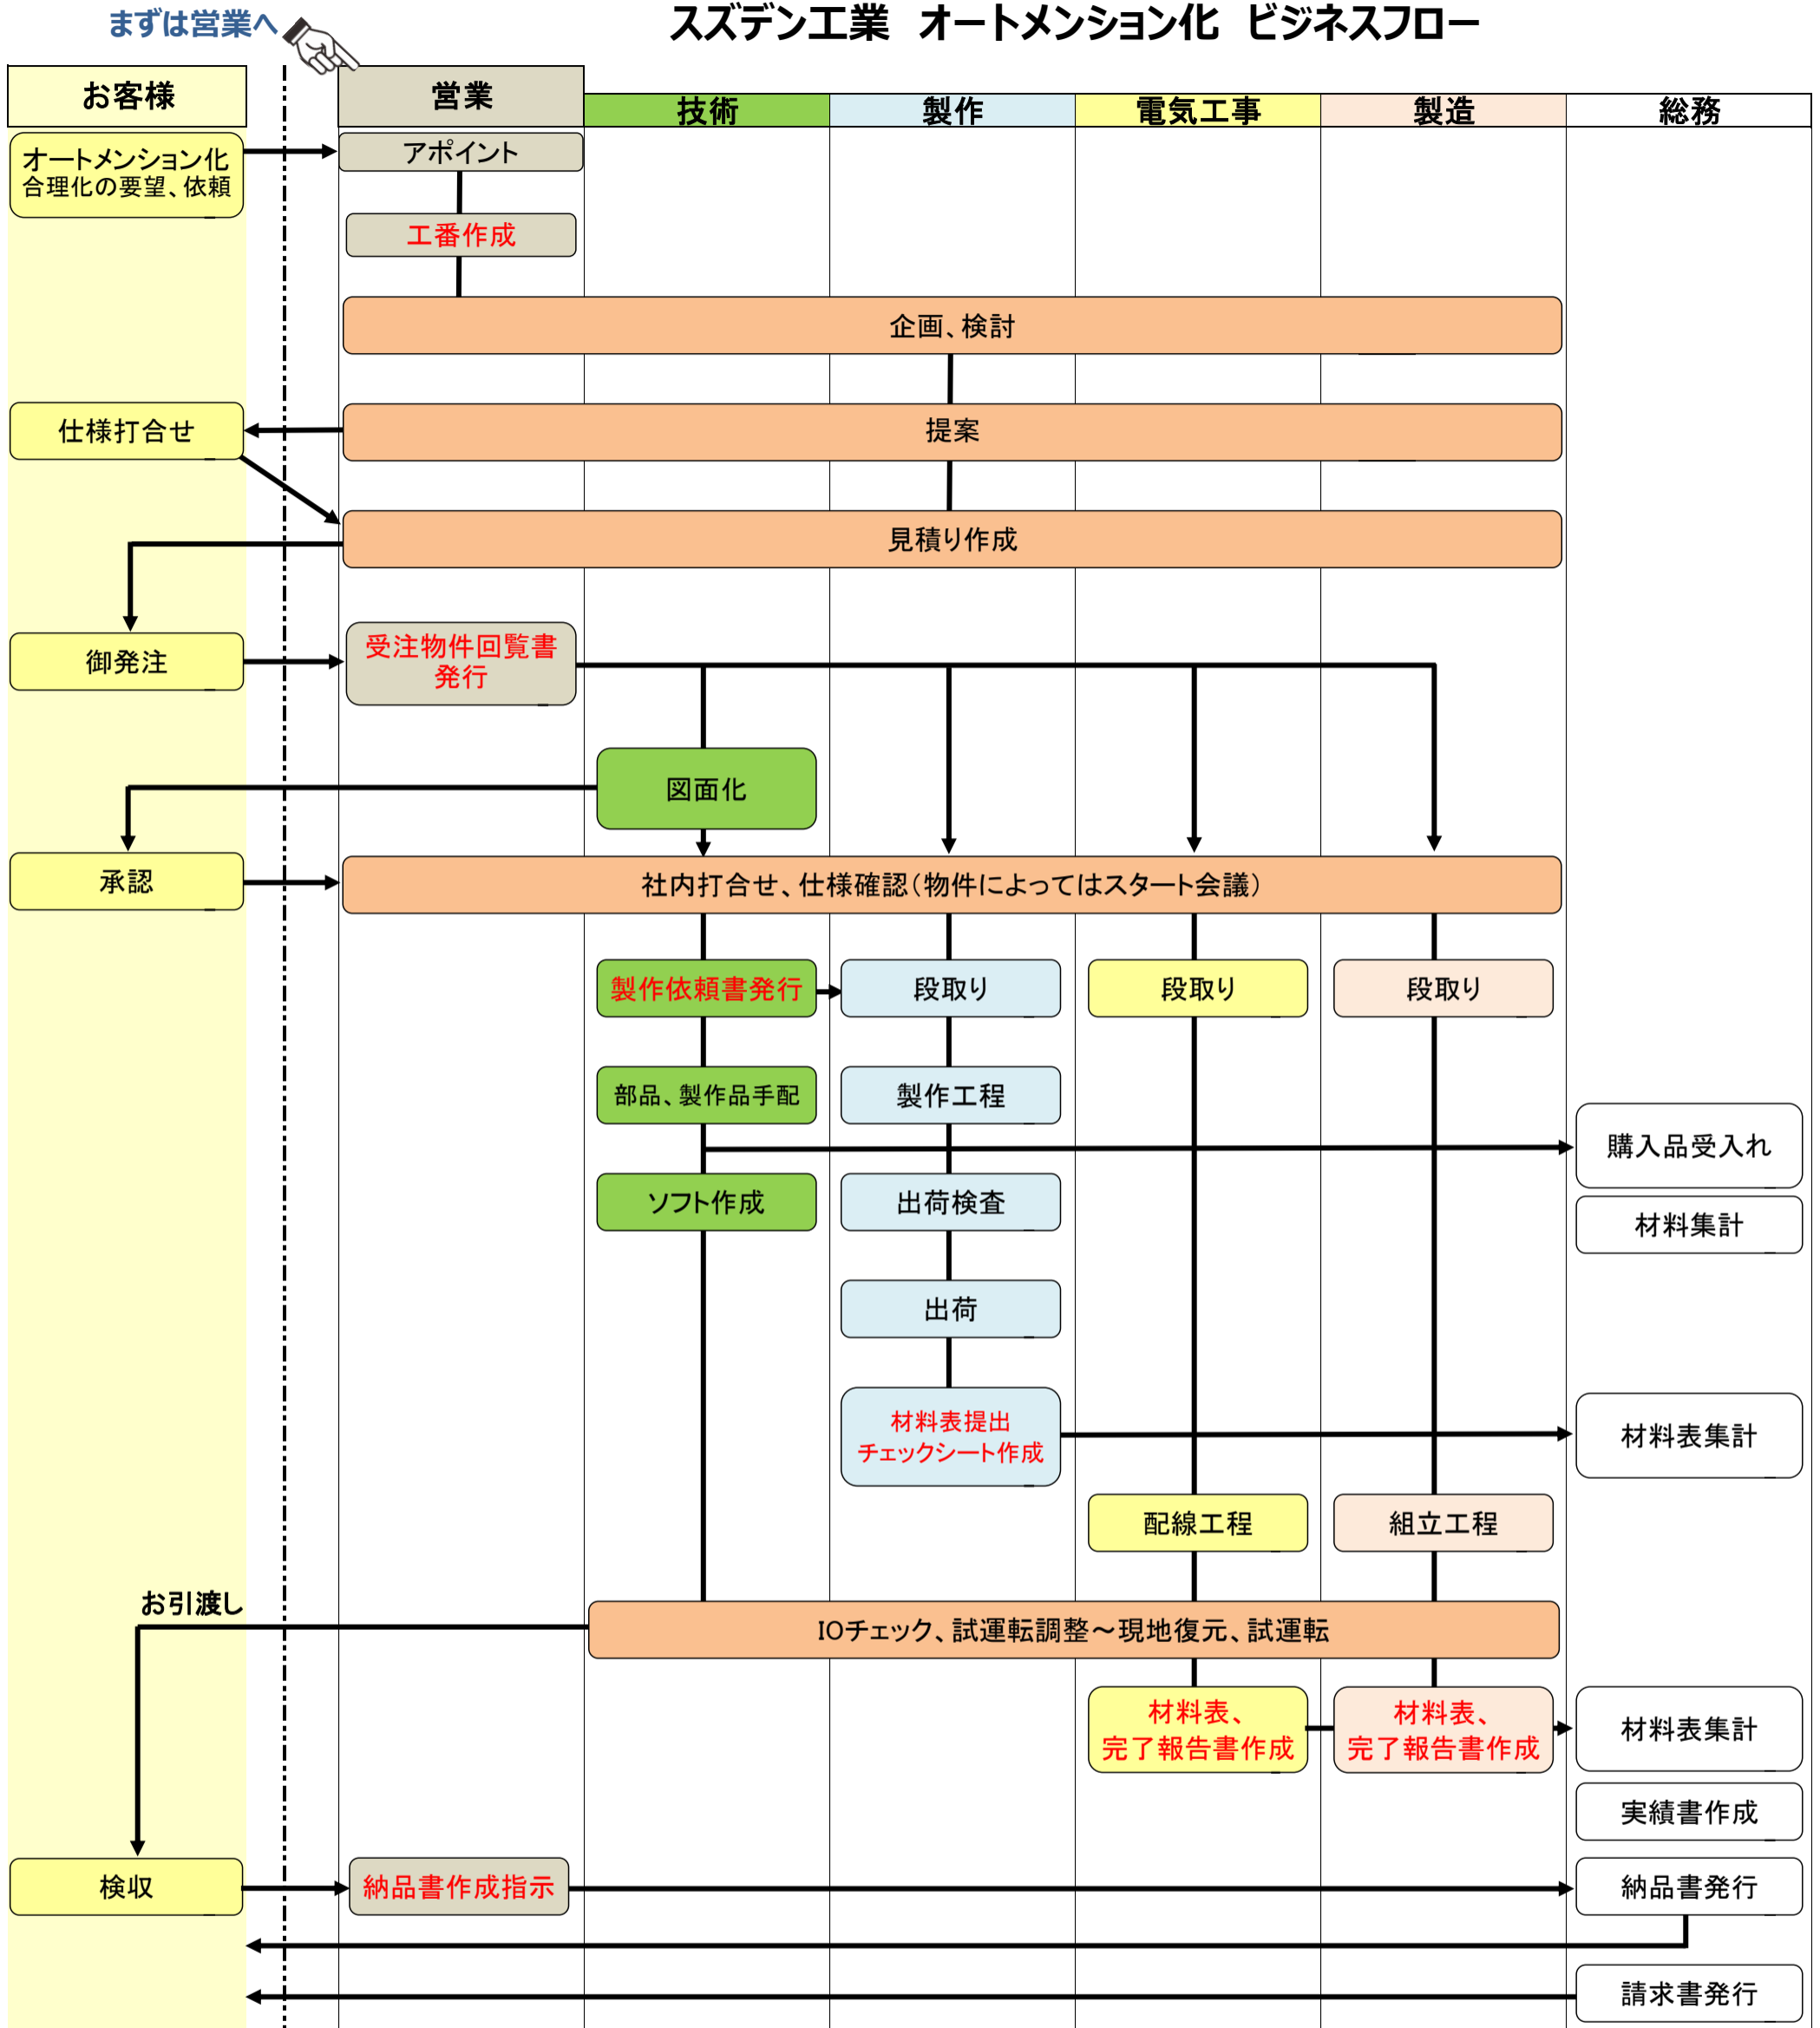 まずは営業へ
スズデン工業　オートメンション化　ビジネスフロー
お客様
営業
技術
製作
電気工事
製造
総務
オートメンション化
合理化の要望、依頼
アポイント
工番作成
企画、検討
仕様打合せ
提案
見積り作成
御発注
受注物件回覧書
発行
図面化
承認
社内打合せ、仕様確認（物件によってはスタート会議）
製作依頼書発行
段取り
段取り
段取り
部品、製作品手配
製作工程
購入品受入れ
ソフト作成
出荷検査
材料集計
出荷
材料表提出
チェックシート作成
材料表集計
配線工程
組立工程
お引渡し
IOチェック、試運転調整～現地復元、試運転
材料表、
完了報告書作成
材料表、
完了報告書作成
材料表集計
実績書作成
検収
納品書作成指示
納品書発行
請求書発行